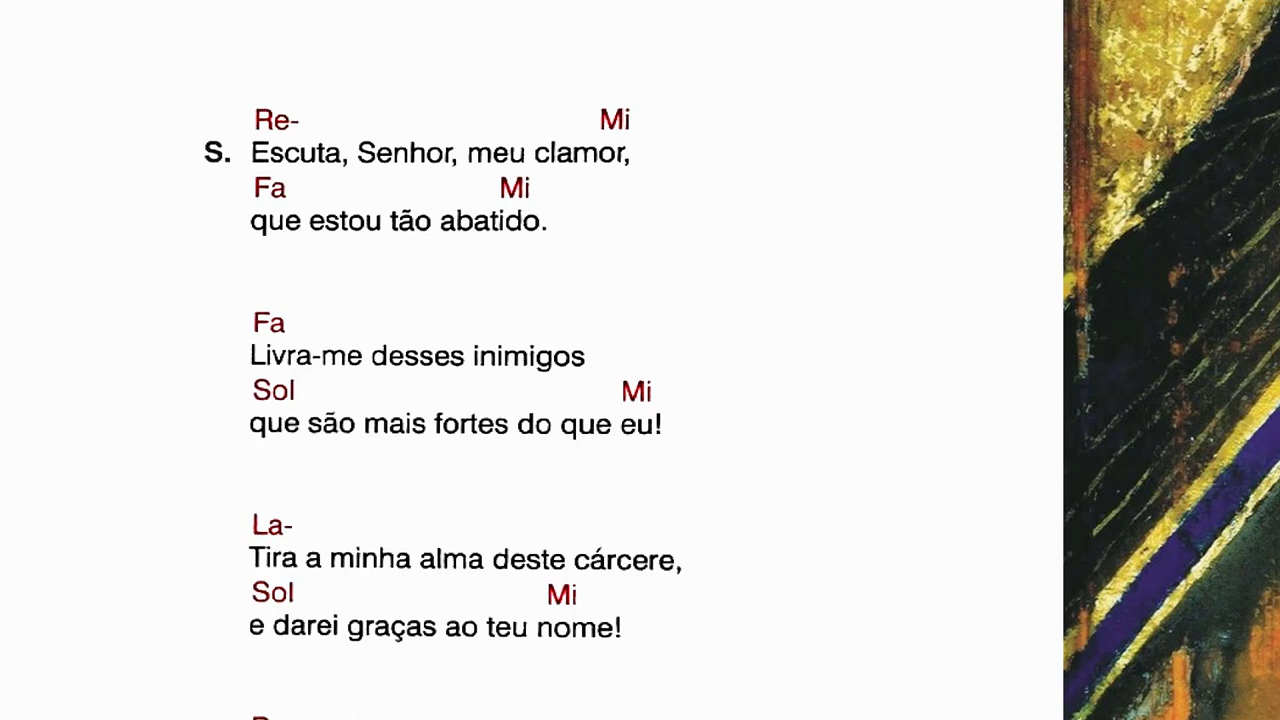 Re- Mi
S. Escuta, Senhor, meu clamor,
Fa Mi
que estou tão abatido.
Fa
Livra-me desses inimigos
Sol Mi
que são mais fortes do que eu!
La-
Tira a minha alma deste cárcere,
Sol Mi
e darei graças ao teu nome!